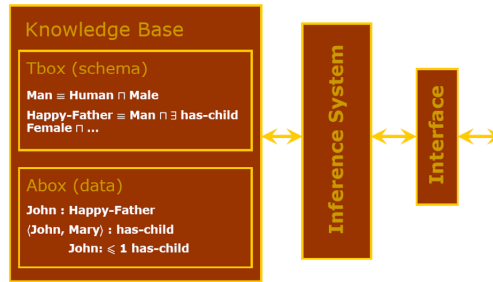 Knowledge Base
Tbox (schema)
Man ≡ Human ⊓ Male
Happy-Father ≡ Man ⊓ ∃ has-child
Female ⊓ ...
Abox (data)
John : Happy-Father
⟨John, Mary⟩ : has-child
John: ⩽ 1 has-child
Inference System
Interface